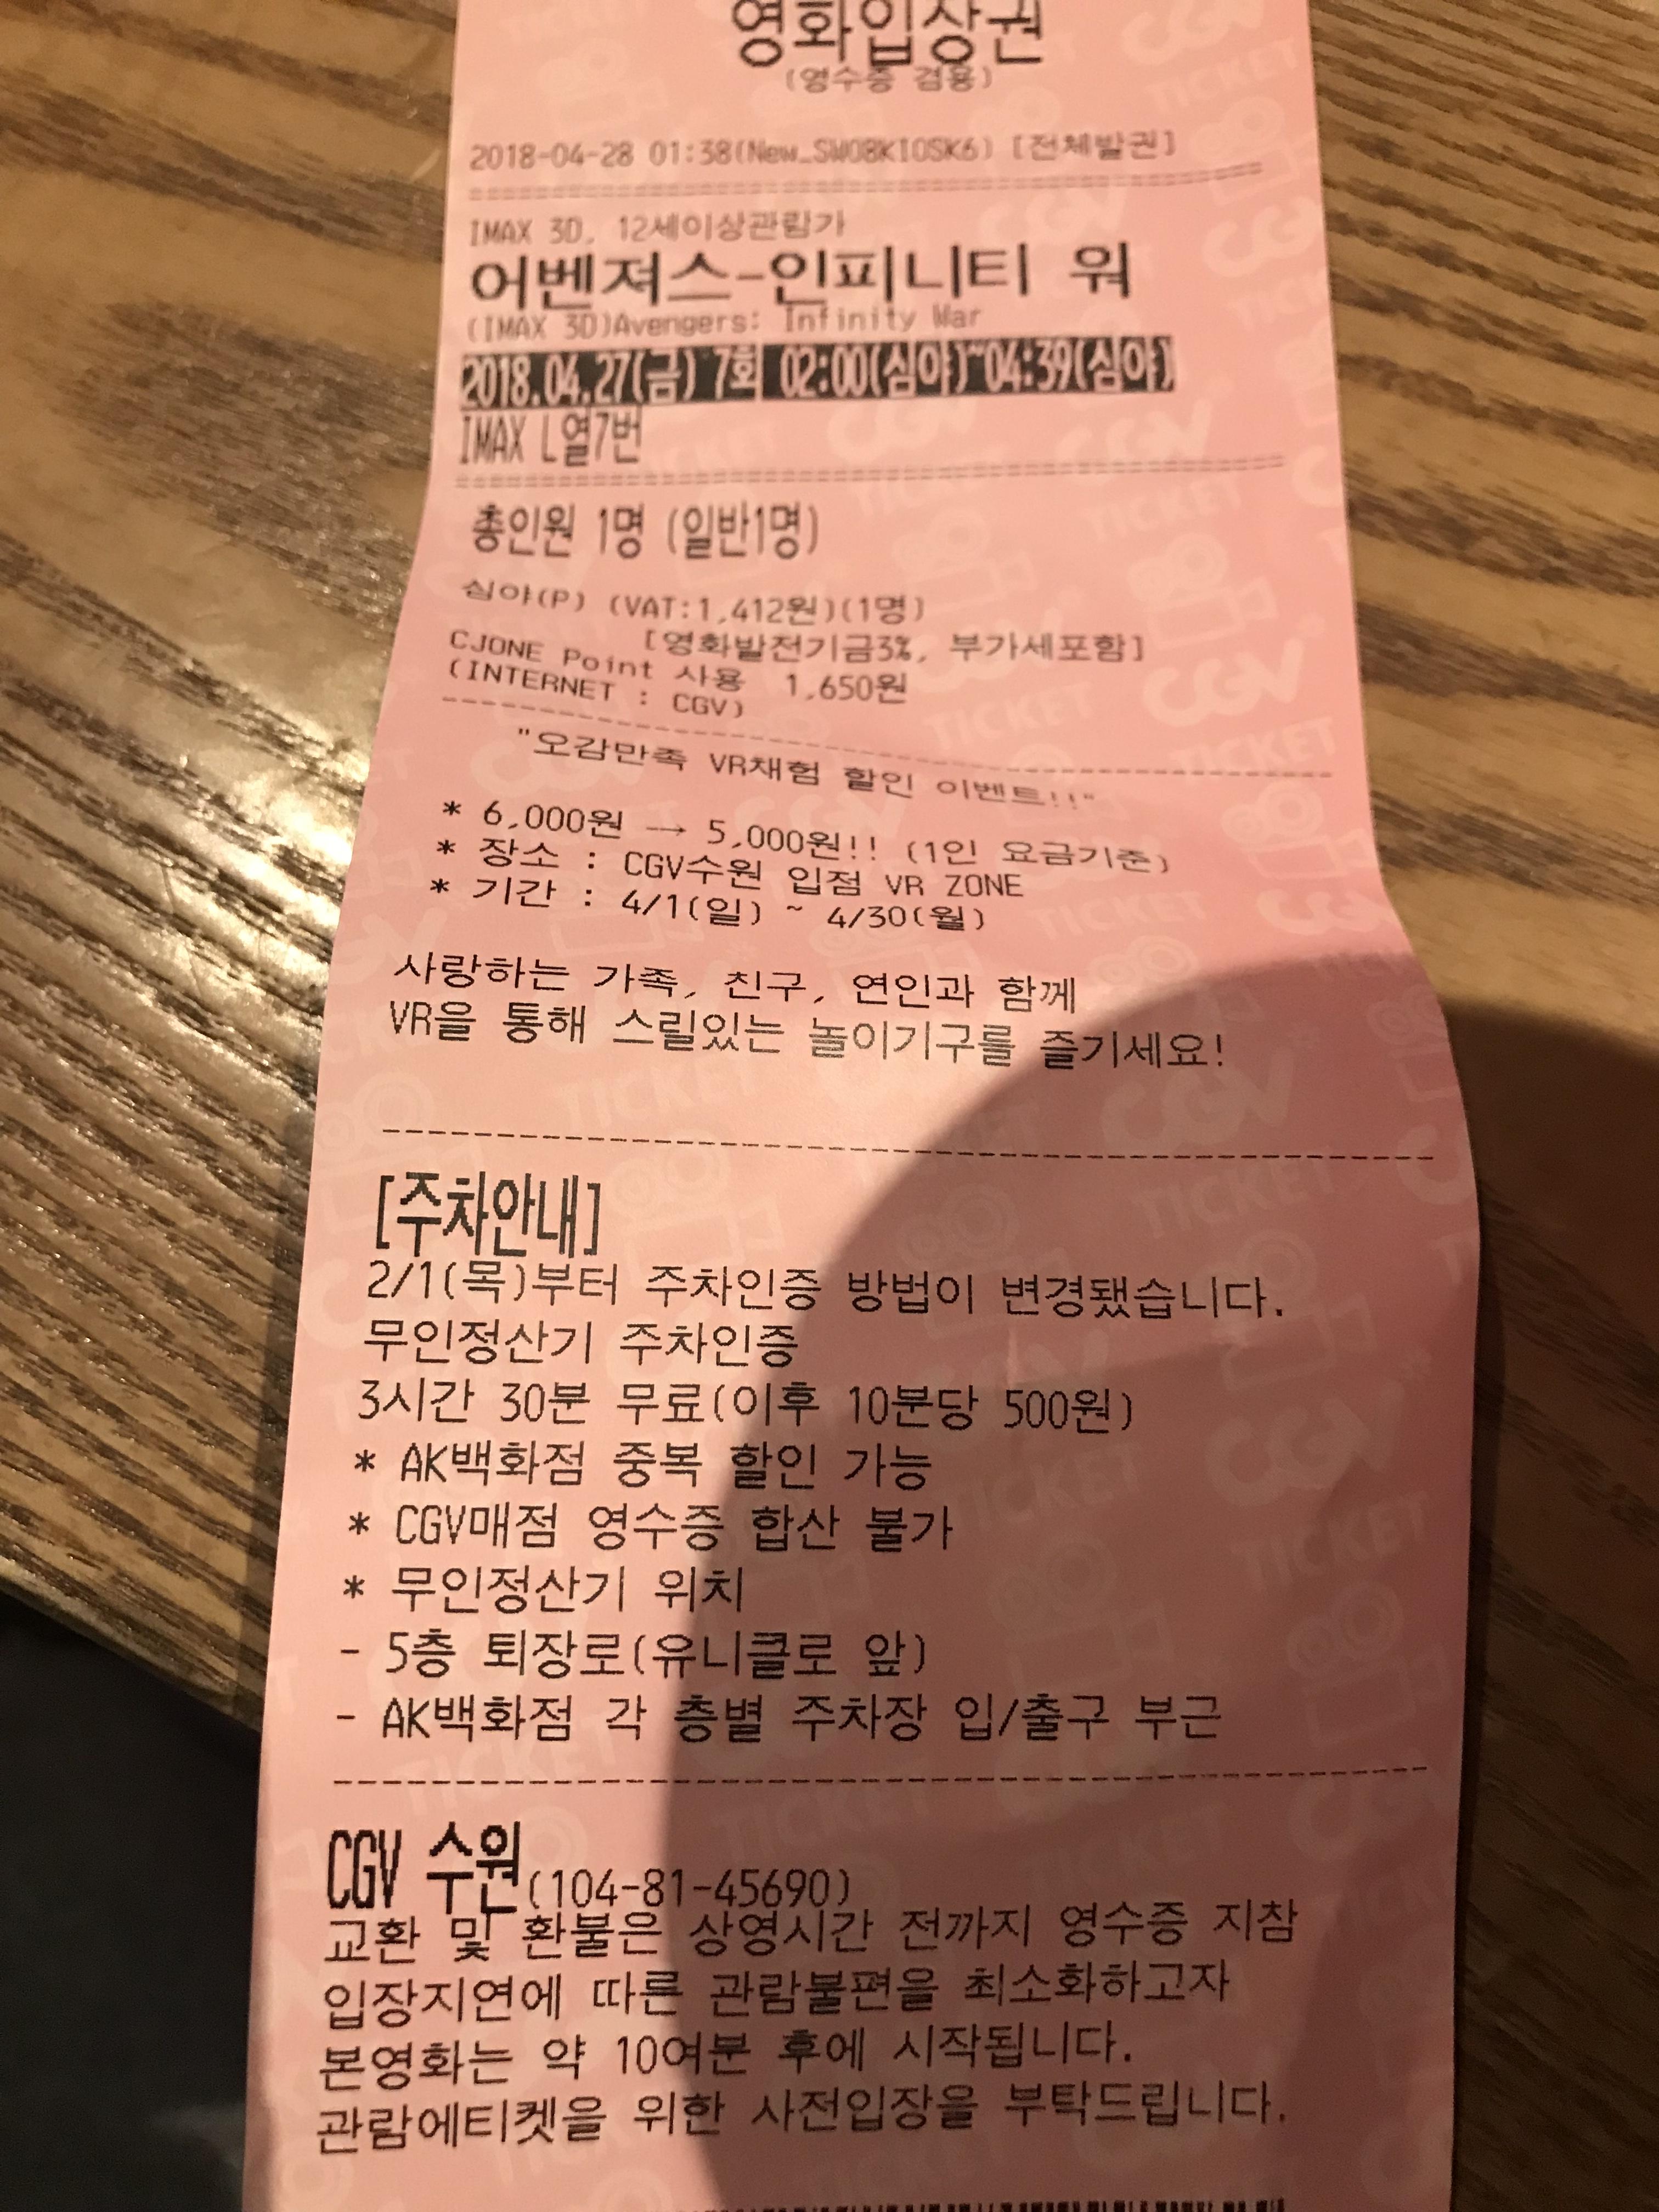 영화입장권
(영수증 겸용)
2018-04-28 01:38(New_SW08KIOSK6) [전체발권]
IMAX 3D, 12세이상관람가
어벤져스-인피니티 워
(IMAX 3D)Avengers: Infinity War
2018.04.27(금) 7회 02:00(심야)~04:39(심야)
IMAX L열7번
총인원 1명 (일반1명)
심야(P) (VAT:1,412원)(1명)
[영화발전기금3%, 부가세포함]
CJONE Point 사용 1,650원
(INTERNET : CGV)
"오감만족 VR채험 할인 이벤트!!"
* 6,000원 → 5,000원!! (1인 요금기준)
* 장소 : CGV수원 입점 VR ZONE
* 기간 : 4/1(일) ~ 4/30(월)
사랑하는 가족, 친구, 연인과 함께
VR을 통해 스릴있는 놀이기구를 즐기세요!
[주차안내]
2/1(목)부터 주차인증 방법이 변경됐습니다.
무인정산기 주차인증
3시간 30분 무료(이후 10분당 500원)
* AK백화점 중복 할인 가능
* CGV매점 영수증 합산 불가
* 무인정산기 위치
- 5층 퇴장로(유니클로 앞)
- AK백화점 각 층별 주차장 입/출구 부근
CGV 수원(104-81-45690)
교환 및 환불은 상영시간 전까지 영수증 지참
입장지연에 따른 관람불편을 최소화하고자
본영화는 약 10여분 후에 시작됩니다.
관람에티켓을 위한 사전입장을 부탁드립니다.